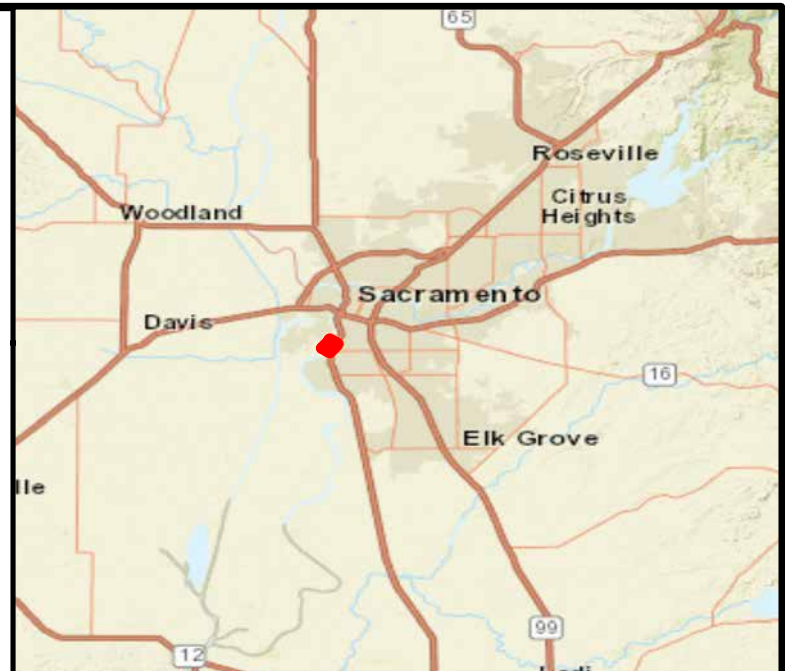 65
Roseville
Citrus
Heights
Woodland
Sacramento
Davis
16
Elk Grove
lle
99
12